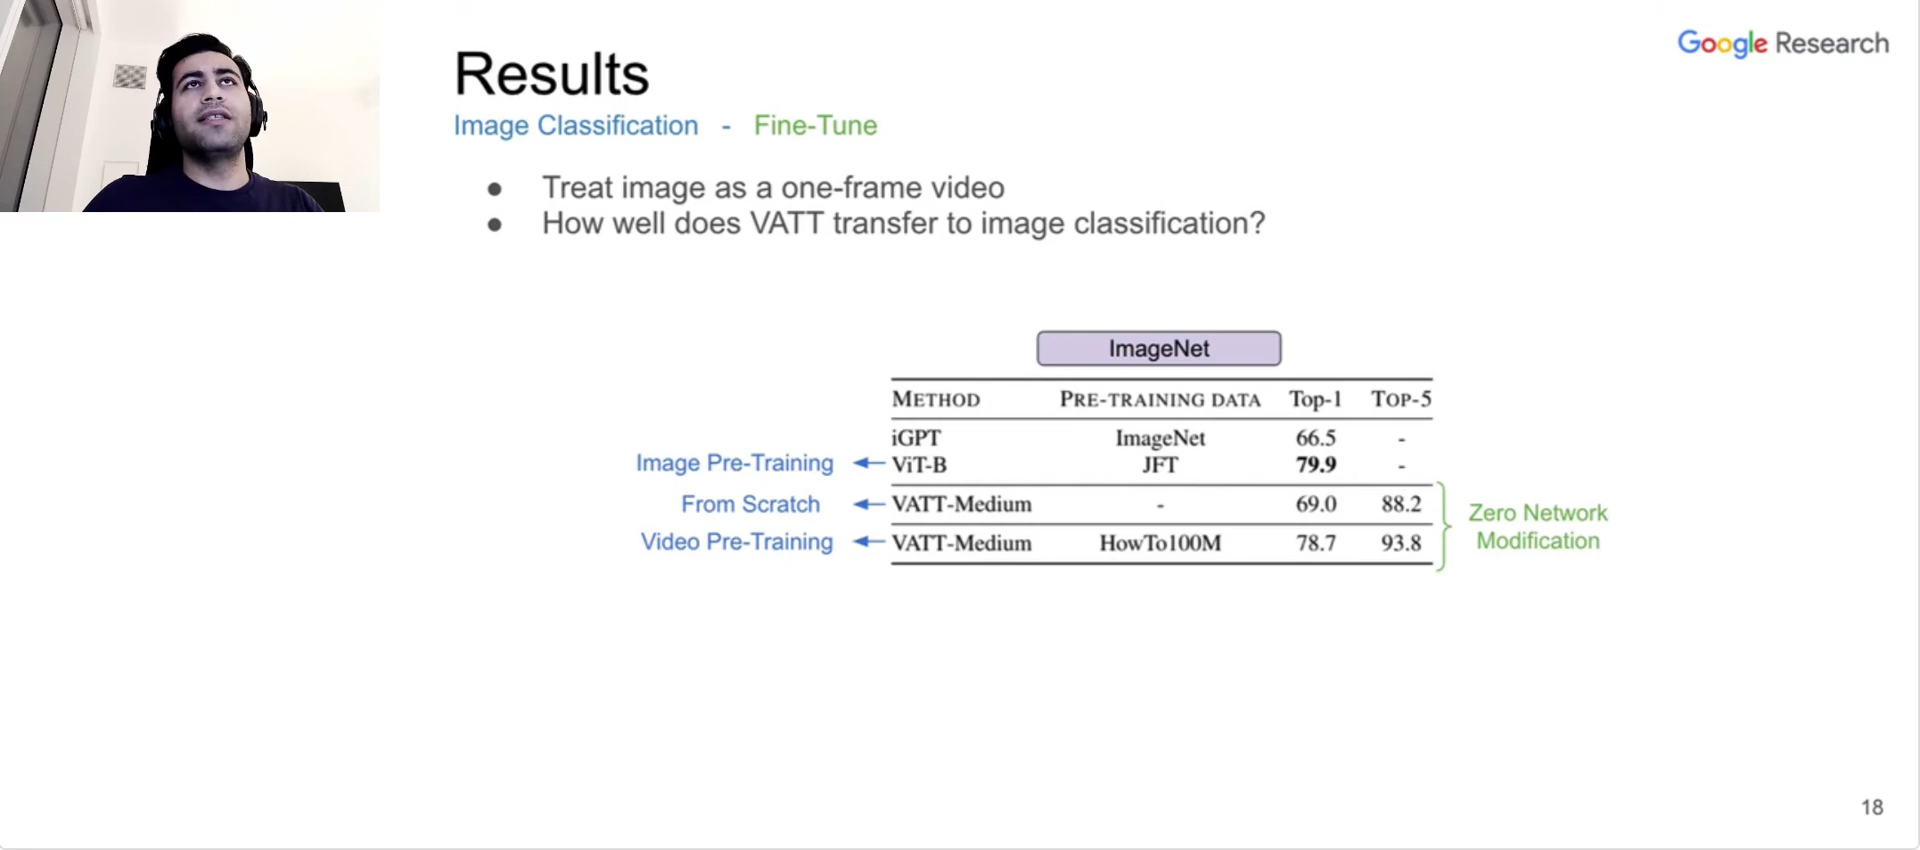 Google Research
Results
Image Classification - Fine-Tune
● Treat image as a one-frame video
● How well does VATT transfer to image classification?
ImageNet
METHOD PRE-TRAINING DATA Top-1 TOP-5
iGPT ImageNet 66.5 -
Image Pre-Training ViT-B JFT 79.9 -
From Scratch VATT-Medium - 69.0 88.2
Video Pre-Training VATT-Medium HowTo100M 78.7 93.8
Zero Network
Modification
18